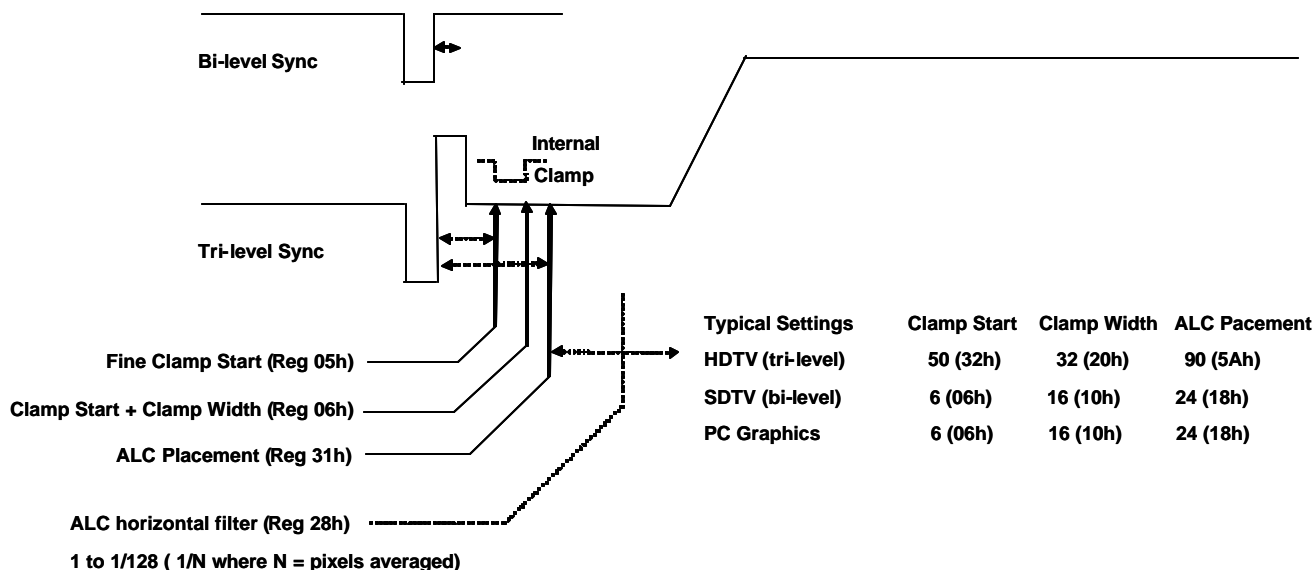 Bi-level Sync
Internal
Clamp
Tri-level Sync
Typical Settings Clamp Start Clamp Width ALC Pacement
HDTV (tri-level) 50 (32h) 32 (20h) 90 (5Ah)
SDTV (bi-level) 6 (06h) 16 (10h) 24 (18h)
PC Graphics 6 (06h) 16 (10h) 24 (18h)
Fine Clamp Start (Reg 05h)
Clamp Start + Clamp Width (Reg 06h)
ALC Placement (Reg 31h)
ALC horizontal filter (Reg 28h)
1 to 1/128 ( 1/N where N = pixels averaged)